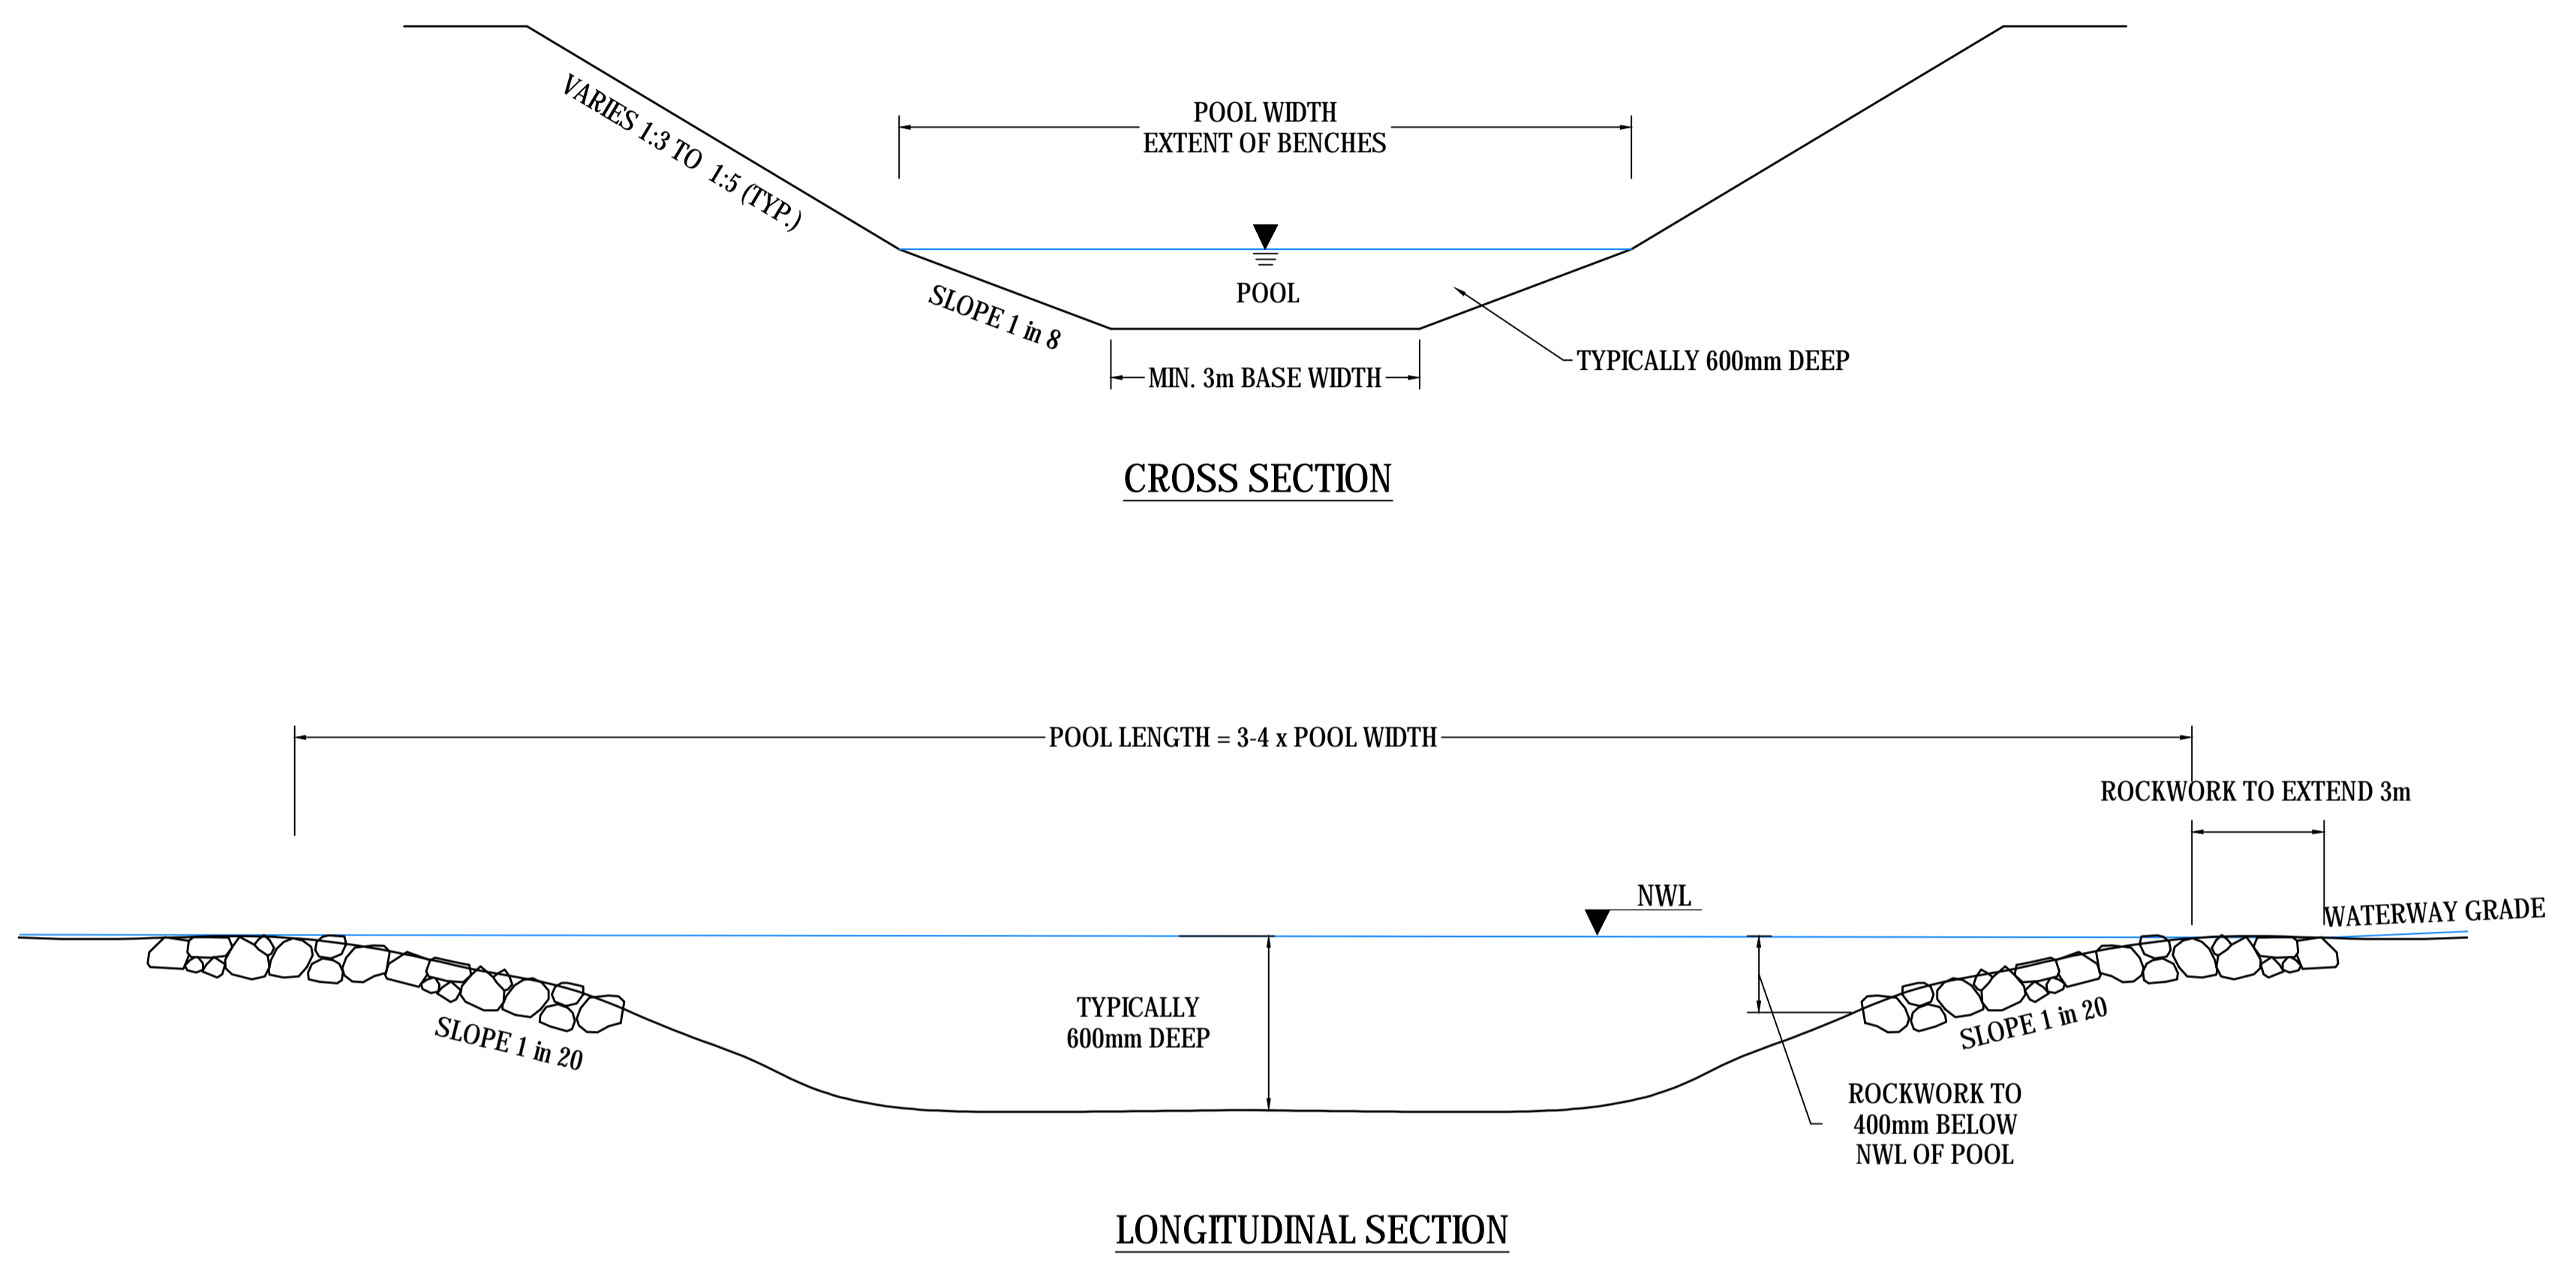 VARIES 1:3 TO 1:5 (TYP.)
POOL WIDTH
EXTENT OF BENCHES
POOL
SLOPE 1 in 8
TYPICALLY 600mm DEEP
MIN. 3m BASE WIDTH
CROSS SECTION
POOL LENGTH = 3-4 x POOL WIDTH
ROCKWORK TO EXTEND 3m
NWL
WATERWAY GRADE
TYPICALLY
600mm DEEP
SLOPE 1 in 20
SLOPE 1 in 20
ROCKWORK TO
400mm BELOW
NWL OF POOL
LONGITUDINAL SECTION